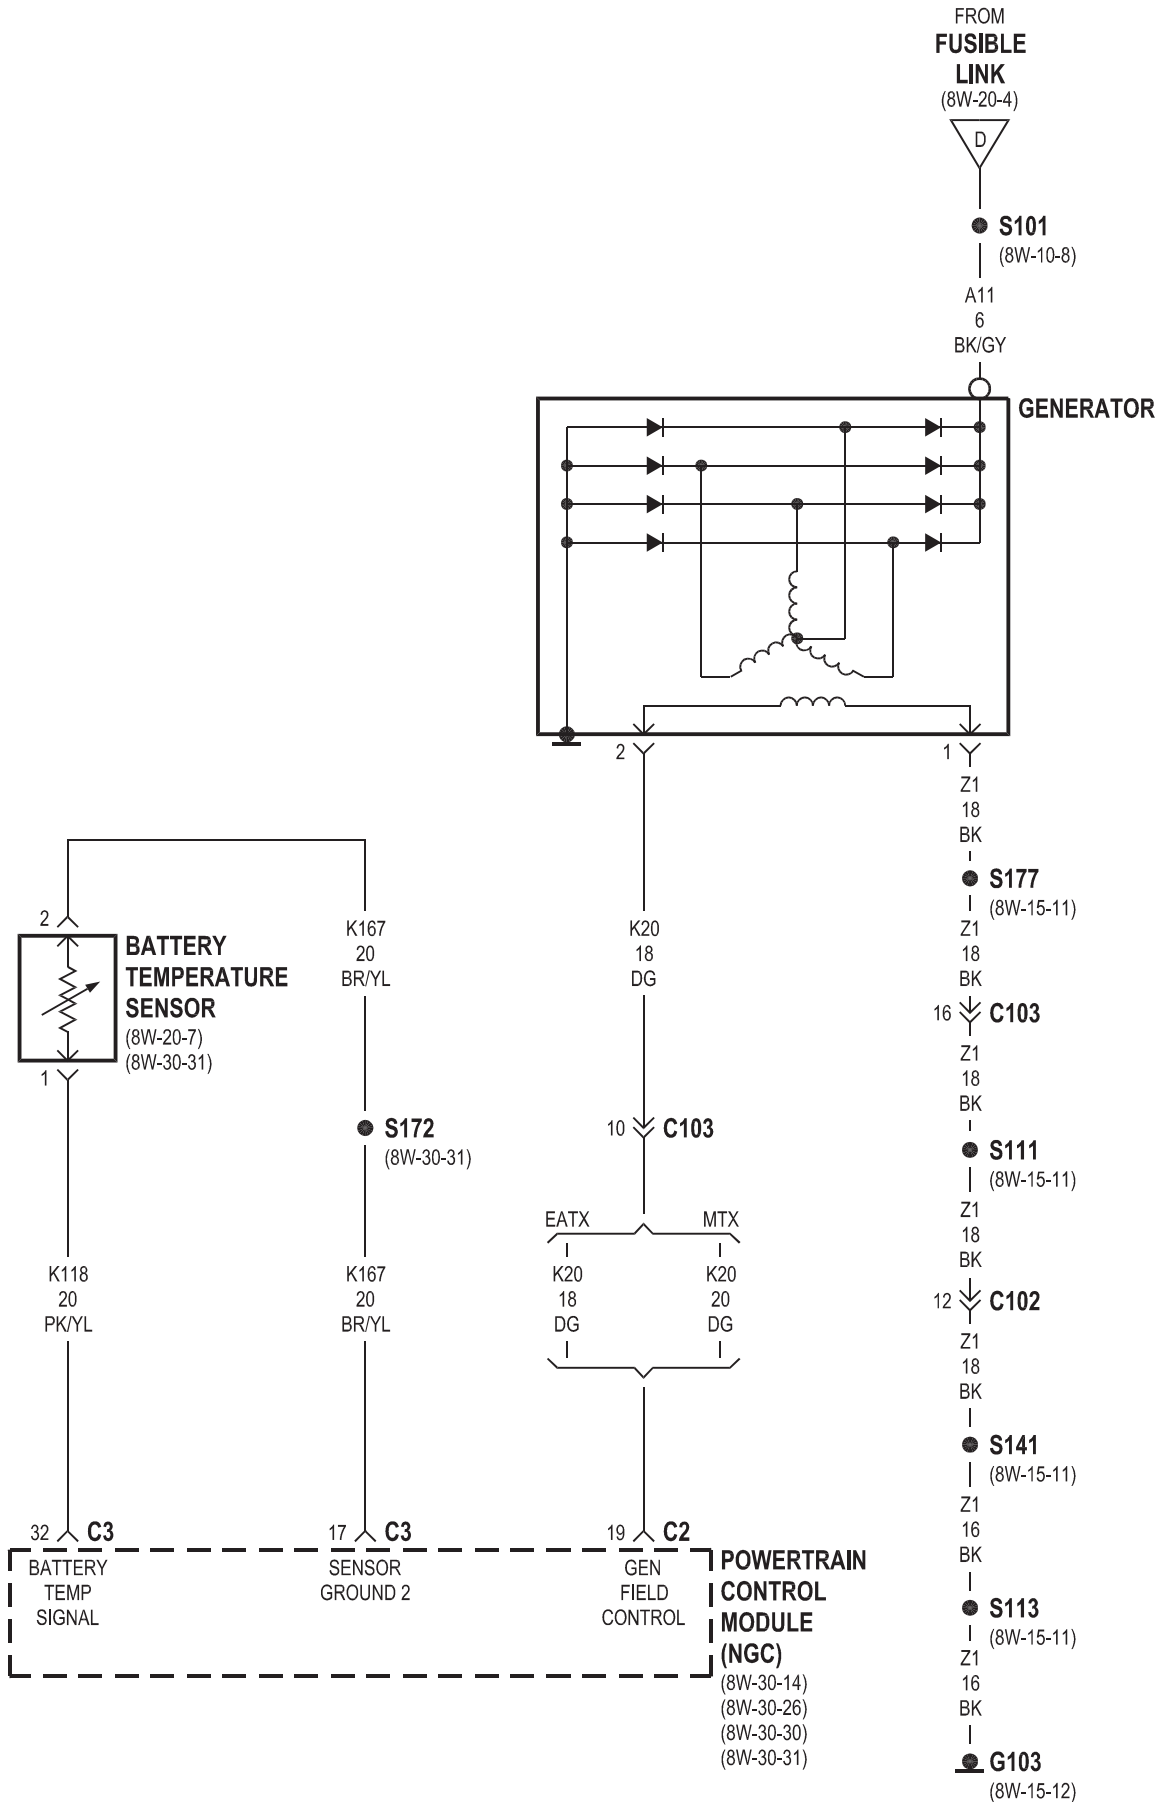 FROM
FUSIBLE
LINK
(8W-20-4)
D
S101
(8W-10-8)
A11
6
BK/GY
GENERATOR
2
1
Z1
18
BK
S177
(8W-15-11)
Z1
18
BK
16
C103
Z1
18
BK
S111
(8W-15-11)
Z1
18
BK
12
C102
Z1
18
BK
S141
(8W-15-11)
Z1
16
BK
S113
(8W-15-11)
Z1
16
BK
G103
(8W-15-12)
K20
18
DG
10
C103
EATX
MTX
K20
18
DG
K20
20
DG
19
C2
2
BATTERY
TEMPERATURE
SENSOR
(8W-20-7)
(8W-30-31)
1
K167
20
BR/YL
S172
(8W-30-31)
K118
20
PK/YL
K167
20
BR/YL
32
C3
17
C3
BATTERY
TEMP
SIGNAL
SENSOR
GROUND 2
GEN
FIELD
CONTROL
POWERTRAIN
CONTROL
MODULE
(NGC)
(8W-30-14)
(8W-30-26)
(8W-30-30)
(8W-30-31)